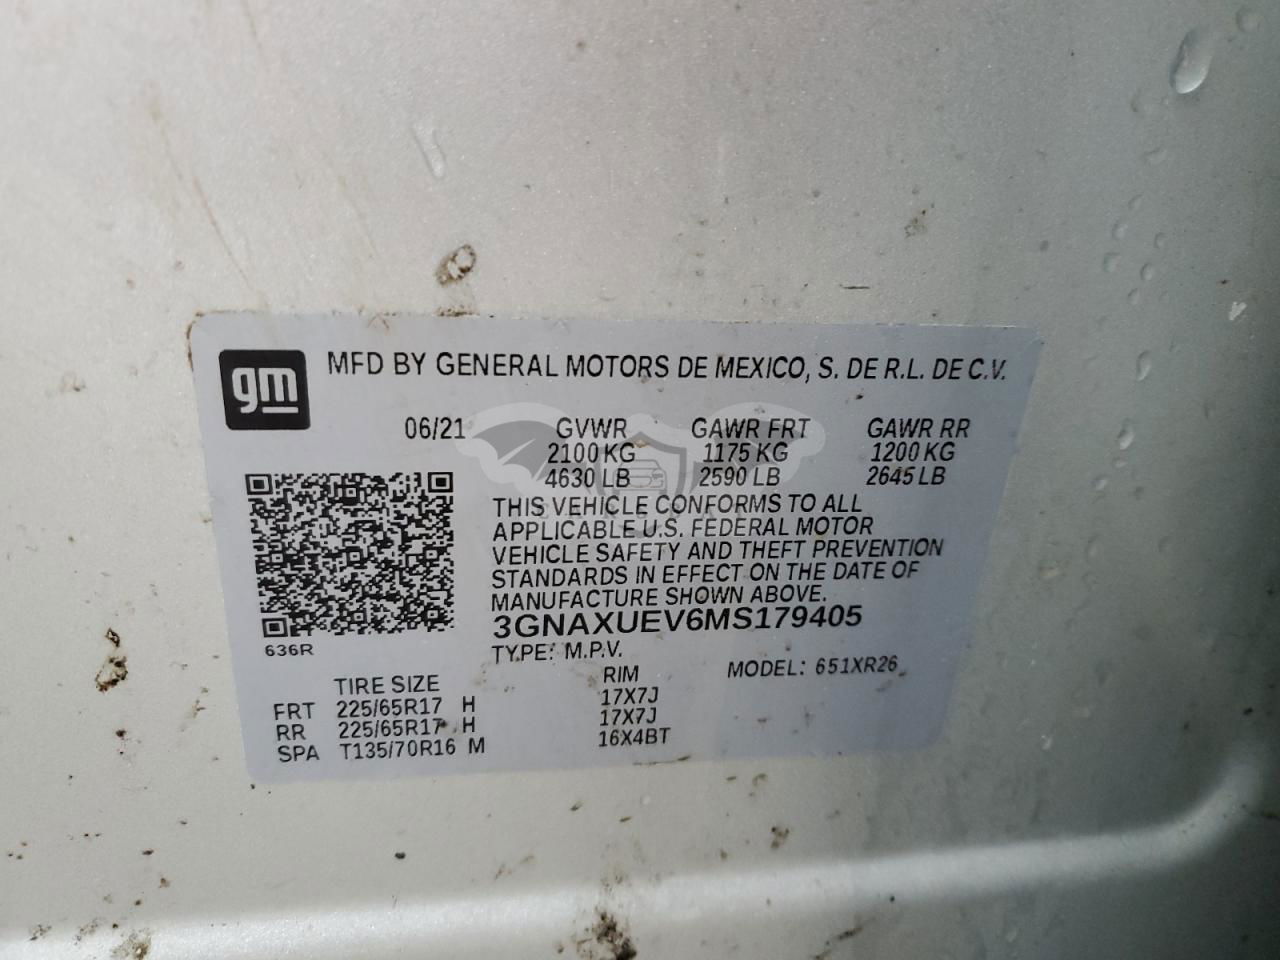 gm MFD BY GENERAL MOTORS DE MEXICO, S. DE R.L. DE C.V.
06/21 GVWR GAWR FRT GAWR RR
2100 KG 1175 KG 1200 KG
4630 LB 2590 LB 2645 LB
THIS VEHICLE CONFORMS TO ALL
APPLICABLE U.S. FEDERAL MOTOR
VEHICLE SAFETY AND THEFT PREVENTION
STANDARDS IN EFFECT ON THE DATE OF
MANUFACTURE SHOWN ABOVE.
3GNAXUEV6MS179405
636R TYPE: M.P.V.
TIRE SIZE RIM MODEL: 651XR26
FRT 225/65R17 H 17X7J
RR 225/65R17 H 17X7J
SPA T135/70R16 M 16X4BT